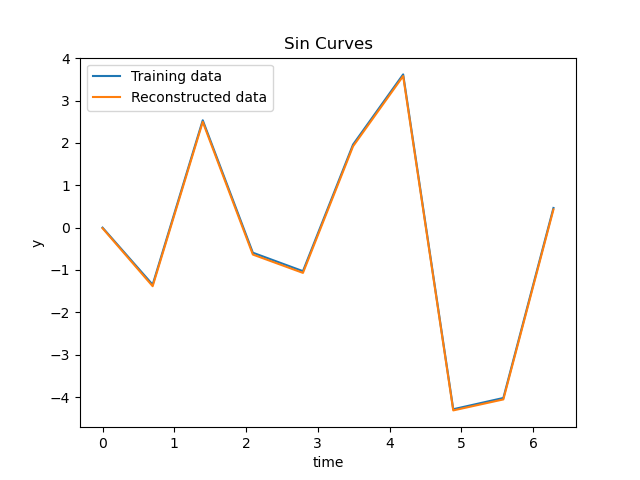 Sin Curves
Training data
Reconstructed data
4
3
2
1
0
−1
−2
−3
−4
y
0 1 2 3 4 5 6
time